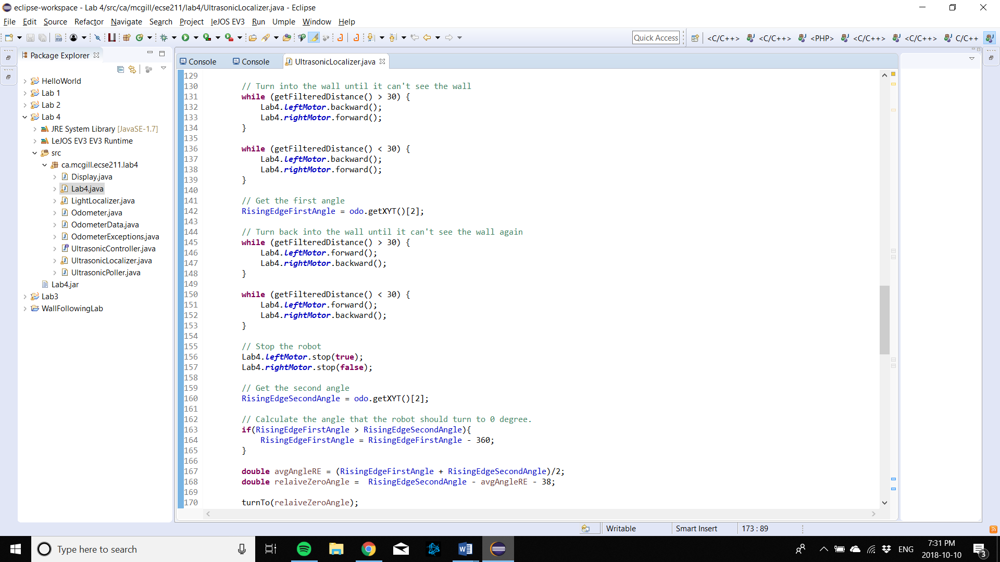 eclipse-workspace - Lab 4/src/ca/mcgill/ecse211/lab4/UltrasonicLocalizer.java - Eclipse
File Edit Source Refactor Navigate Search Project leJOS EV3 Run Umple Window Help
Quick Access <C/C++> <C/C++> <PHP> <C/C++> <C/C++> C/C++
Package Explorer
HelloWorld
Lab 1
Lab 2
Lab 4
JRE System Library [JavaSE-1.7]
LeJOS EV3 EV3 Runtime
src
ca.mcgill.ecse211.lab4
Display.java
Lab4.java
LightLocalizer.java
Odometer.java
OdometerData.java
OdometerExceptions.java
UltrasonicController.java
UltrasonicLocalizer.java
UltrasonicPoller.java
Lab4.jar
Lab3
WallFollowingLab
Console Console UltrasonicLocalizer.java
129
130 // Turn into the wall until it can't see the wall
131 while (getFilteredDistance() > 30) {
132 Lab4.leftMotor.backward();
133 Lab4.rightMotor.forward();
134 }
135
136 while (getFilteredDistance() < 30) {
137 Lab4.leftMotor.backward();
138 Lab4.rightMotor.forward();
139 }
140
141 // Get the first angle
142 RisingEdgeFirstAngle = odo.getXYT()[2];
143
144 // Turn back into the wall until it can't see the wall again
145 while (getFilteredDistance() > 30) {
146 Lab4.leftMotor.forward();
147 Lab4.rightMotor.backward();
148 }
149
150 while (getFilteredDistance() < 30) {
151 Lab4.leftMotor.forward();
152 Lab4.rightMotor.backward();
153 }
154
155 // Stop the robot
156 Lab4.leftMotor.stop(true);
157 Lab4.rightMotor.stop(false);
158
159 // Get the second angle
160 RisingEdgeSecondAngle = odo.getXYT()[2];
161
162 // Calculate the angle that the robot should turn to 0 degree.
163 if(RisingEdgeFirstAngle > RisingEdgeSecondAngle){
164 RisingEdgeFirstAngle = RisingEdgeFirstAngle - 360;
165 }
166
167 double avgAngleRE = (RisingEdgeFirstAngle + RisingEdgeSecondAngle)/2;
168 double relaiveZeroAngle = RisingEdgeSecondAngle - avgAngleRE - 38;
169
170 turnTo(relaiveZeroAngle);
Writable Smart Insert 173 : 89
Type here to search
ENG
7:31 PM
2018-10-10
3